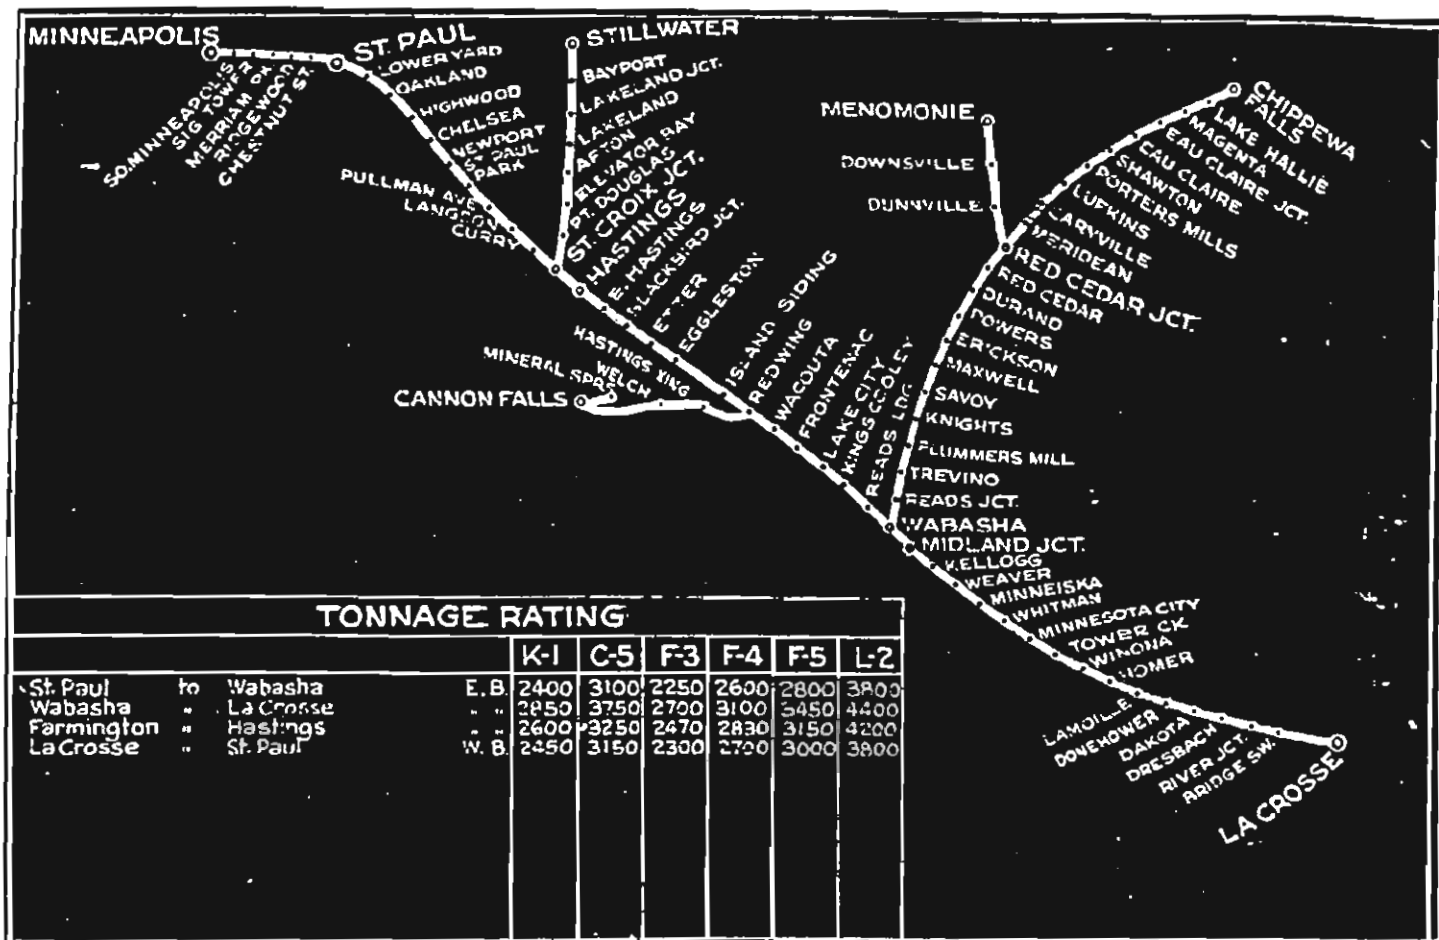 MINNEAPOLIS
SO. MINNEAPOLIS
SIG TOWER
MERRIAM PK.
RIDGEWOOD
CHESTNUT ST.
ST. PAUL
LOWER YARD
OAKLAND
HIGHWOOD
CHELSEA
NEWPORT
ST. PAUL
PARK
PULLMAN AVE.
LANGDON
CURRY
STILLWATER
BAYPORT
LAKELAND JCT.
LAKELAND
AFTON
ELEVATOR BAY
PT. DOUGLAS
ST. CROIX JCT.
HASTINGS
E. HASTINGS
BLACKBIRD JCT.
ETTER
EGGLESTON
ISLAND SIDING
REDWING
WACOUTA
FRONTENAC
LAKE CITY
KINGS COOLEY
READS LDG.
CANNON FALLS
MINERAL SPRS
WELCH
HASTINGS XING
MENOMONIE
DOWNSVILLE
DUNNVILLE
CHIPPEWA
FALLS
LAKE HALLIE
MAGENTA
EAU CLAIRE JCT.
EAU CLAIRE
SHAWTON
PORTERS MILLS
LUFKINS
CARYVILLE
MERIDEAN
RED CEDAR JCT.
RED CEDAR
DURAND
POWERS
ERICKSON
MAXWELL
SAVOY
KNIGHTS
PLUMMERS MILL
TREVINO
READS JCT.
WABASHA
MIDLAND JCT.
KELLOGG
WEAVER
MINNEISKA
WHITMAN
MINNESOTA CITY
TOWER CK
WINONA
HOMER
LAMOILLE
DONEHOWER
DAKOTA
DRESBACH
RIVER JCT.
BRIDGE SW.
LA CROSSE
TONNAGE RATING
K-1 C-5 F-3 F-4 F-5 L-2
St. Paul to Wabasha E.B. 2400 3100 2250 2600 2800 3800
Wabasha " La Crosse " " 2850 3750 2700 3100 3450 4400
Farmington " Hastings " " 2600 3250 2470 2830 3150 4200
La Crosse " St. Paul W.B. 2450 3150 2300 2700 3000 3800